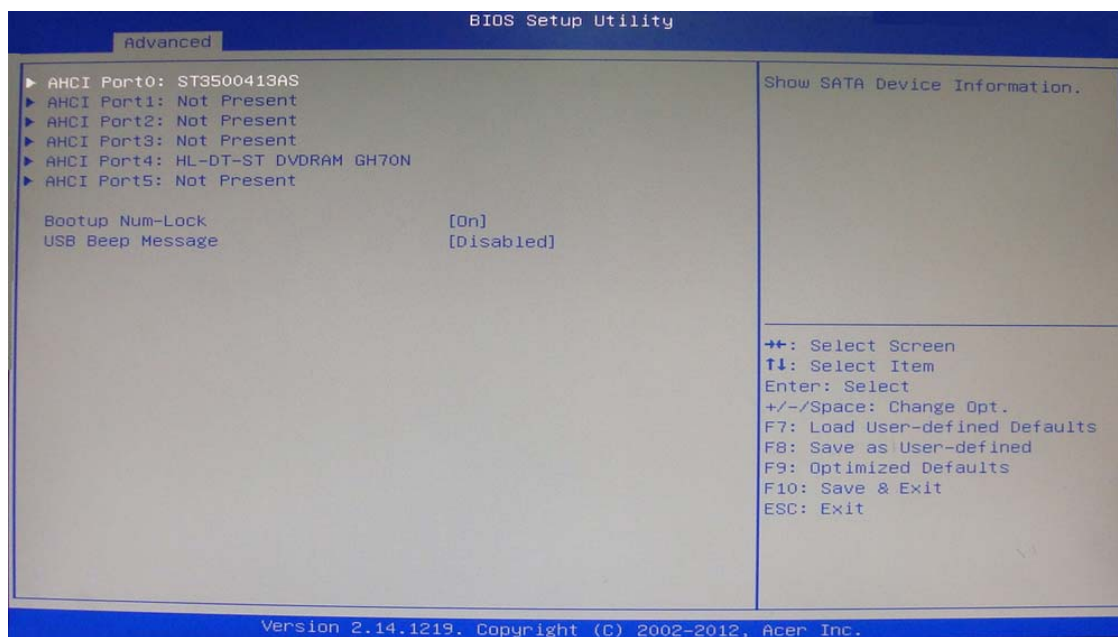 BIOS Setup Utility
Advanced
► AHCI Port0: ST3500413AS
► AHCI Port1: Not Present
► AHCI Port2: Not Present
► AHCI Port3: Not Present
► AHCI Port4: HL-DT-ST DVDRAM GH70N
► AHCI Port5: Not Present
Bootup Num-Lock [On]
USB Beep Message [Disabled]
Show SATA Device Information.
→←: Select Screen
↑↓: Select Item
Enter: Select
+/-/Space: Change Opt.
F7: Load User-defined Defaults
F8: Save as User-defined
F9: Optimized Defaults
F10: Save & Exit
ESC: Exit
Version 2.14.1219. Copyright (C) 2002-2012, Acer Inc.